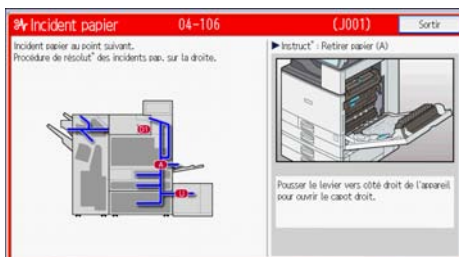 Incident papier 04-106 (J001) Sortir
Incident papier au point suivant.
Procédure de résolut° des incidents pap. sur la droite.
D1
A
U
▶Instruct° : Retirer papier (A)
Pousser le levier vers côté droit de l'appareil
pour ouvrir le capot droit.